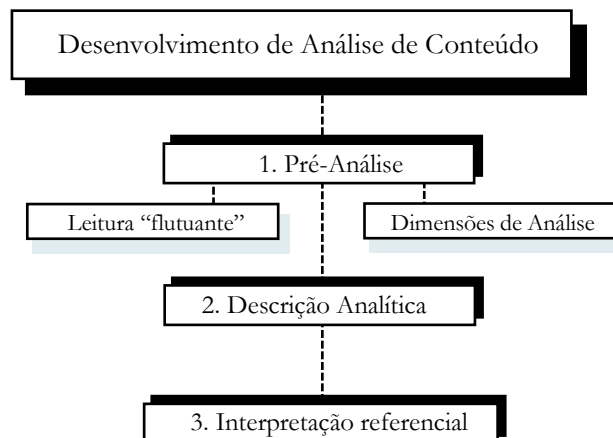 Desenvolvimento de Análise de Conteúdo
1. Pré-Análise
Leitura “flutuante”
Dimensões de Análise
2. Descrição Analítica
3. Interpretação referencial